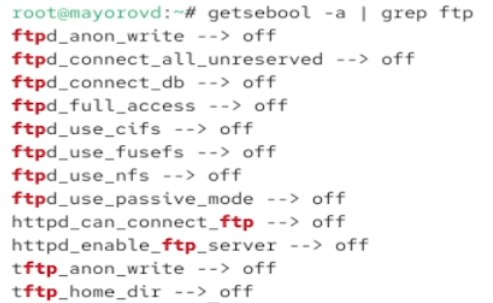 root@mayorovd:~# getsebool -a | grep ftp
ftpd_anon_write --> off
ftpd_connect_all_unreserved --> off
ftpd_connect_db --> off
ftpd_full_access --> off
ftpd_use_cifs --> off
ftpd_use_fusefs --> off
ftpd_use_nfs --> off
ftpd_use_passive_mode --> off
httpd_can_connect_ftp --> off
httpd_enable_ftp_server --> off
tftp_anon_write --> off
tftp_home_dir --> off